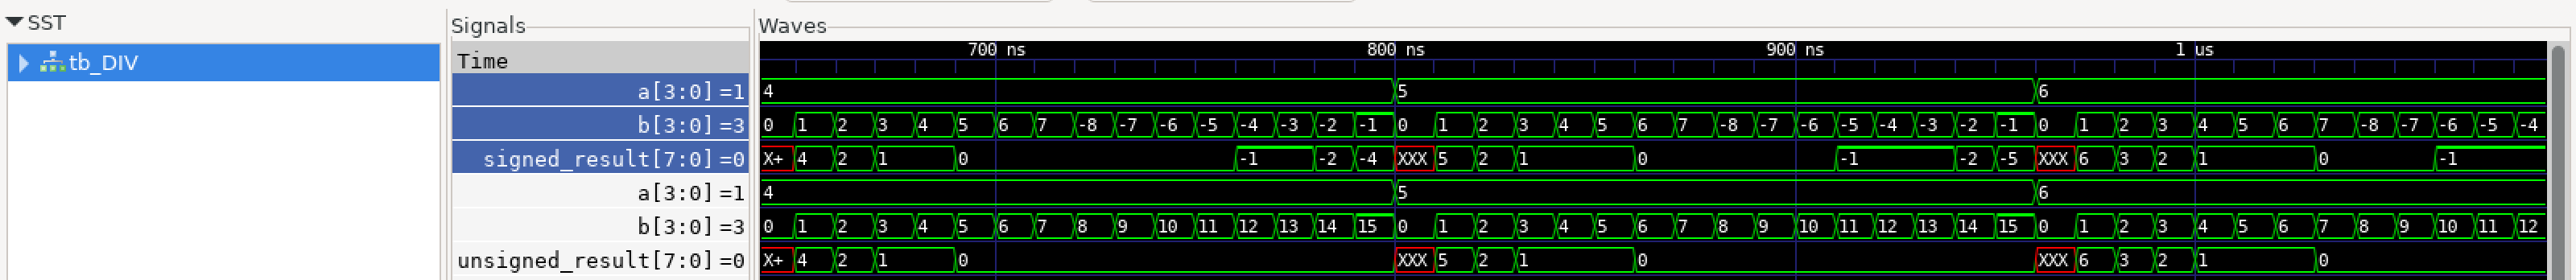 SST
Signals
Waves
tb_DIV
Time
700 ns 800 ns 900 ns 1 us
a[3:0] =1 4 5 6
b[3:0] =3 0 1 2 3 4 5 6 7 -8 -7 -6 -5 -4 -3 -2 -1 0 1 2 3 4 5 6 7 -8 -7 -6 -5 -4 -3 -2 -1 0 1 2 3 4 5 6 7 -8 -7 -6 -5 -4
signed_result[7:0] =0 X+ 4 2 1 0 -1 -2 -4 XXX 5 2 1 0 -1 -2 -5 XXX 6 3 2 1 0 -1
a[3:0] =1 4 5 6
b[3:0] =3 0 1 2 3 4 5 6 7 8 9 10 11 12 13 14 15 0 1 2 3 4 5 6 7 8 9 10 11 12 13 14 15 0 1 2 3 4 5 6 7 8 9 10 11 12
unsigned_result[7:0] =0 X+ 4 2 1 0 XXX 5 2 1 0 XXX 6 3 2 1 0